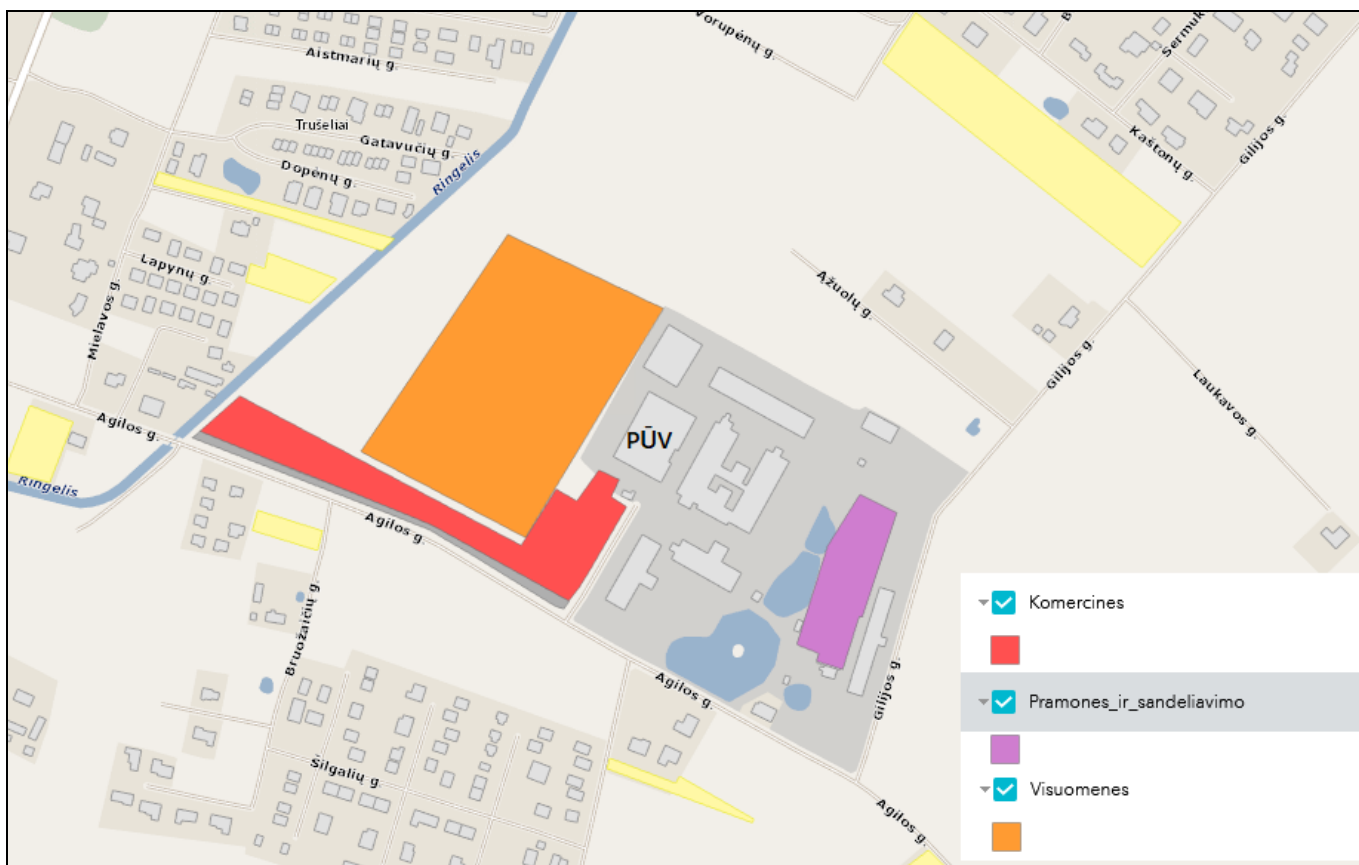 Vorupėnų g.
Aistmarių g.
Trušeliai
Gatavučių g.
Dopėnų g.
Ringelis
Kaštonų g.
Gilijos g.
Lapynų g.
Ąžuolų g.
Mielavos g.
Gilijos g.
Laukavos g.
Agilos g.
PŪV
Ringelis
Agilos g.
Bruožaičių g.
Agilos g.
Gilijos g.
Šilgalių g.
Agilos g.
Komercines
Pramones_ir_sandeliavimo
Visuomenes